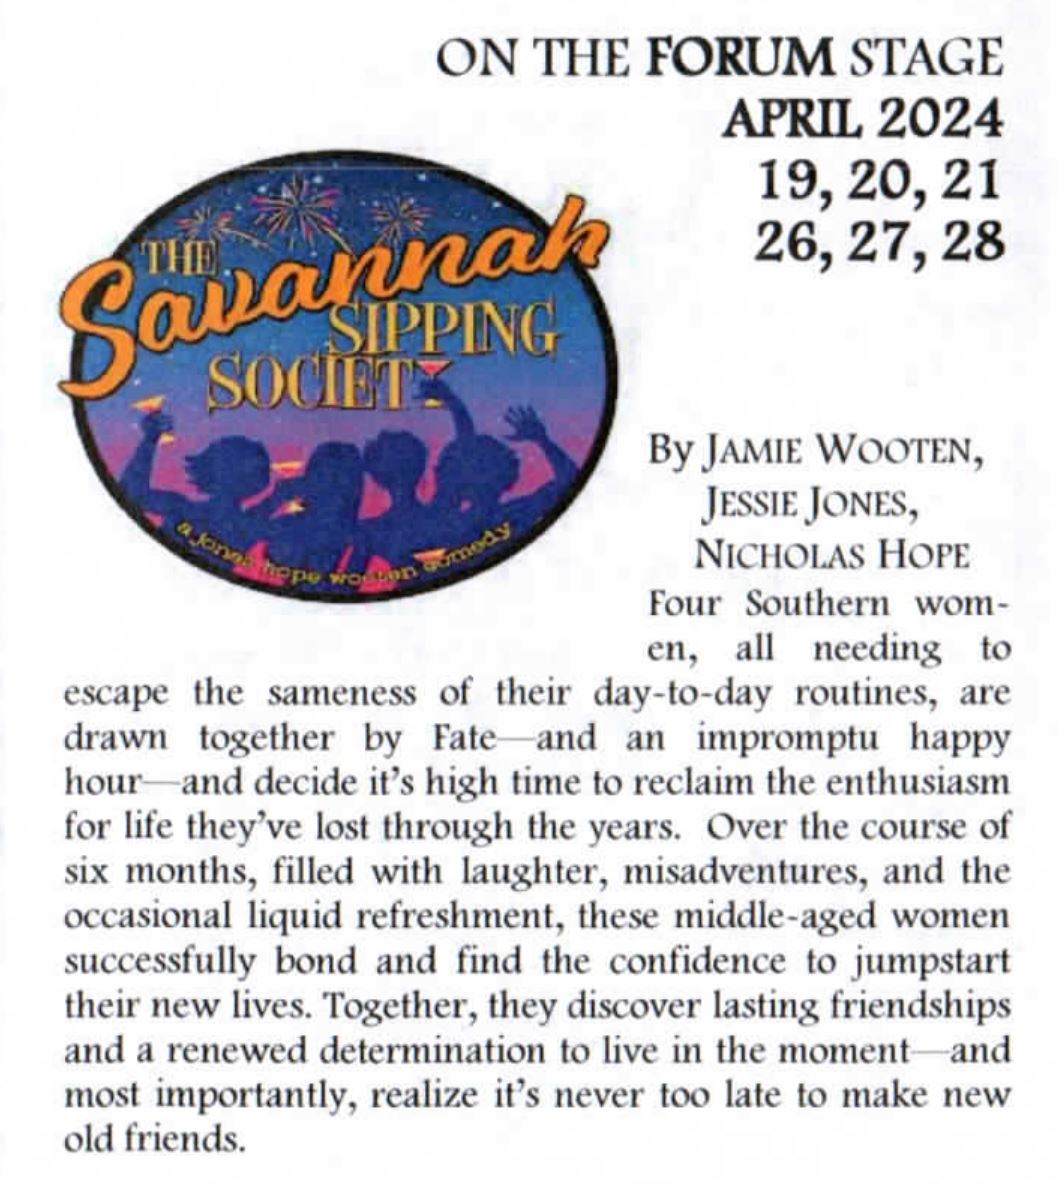 ON THE FORUM STAGE
APRIL 2024
19, 20, 21
26, 27, 28
THE
Savannah
SIPPING
SOCIETY
a jones hope wooten comedy
By JAMIE WOOTEN,
JESSIE JONES,
NICHOLAS HOPE
Four Southern wom-
en, all needing to
escape the sameness of their day-to-day routines, are
drawn together by Fate—and an impromptu happy
hour—and decide it's high time to reclaim the enthusiasm
for life they've lost through the years. Over the course of
six months, filled with laughter, misadventures, and the
occasional liquid refreshment, these middle-aged women
successfully bond and find the confidence to jumpstart
their new lives. Together, they discover lasting friendships
and a renewed determination to live in the moment—and
most importantly, realize it's never too late to make new
old friends.